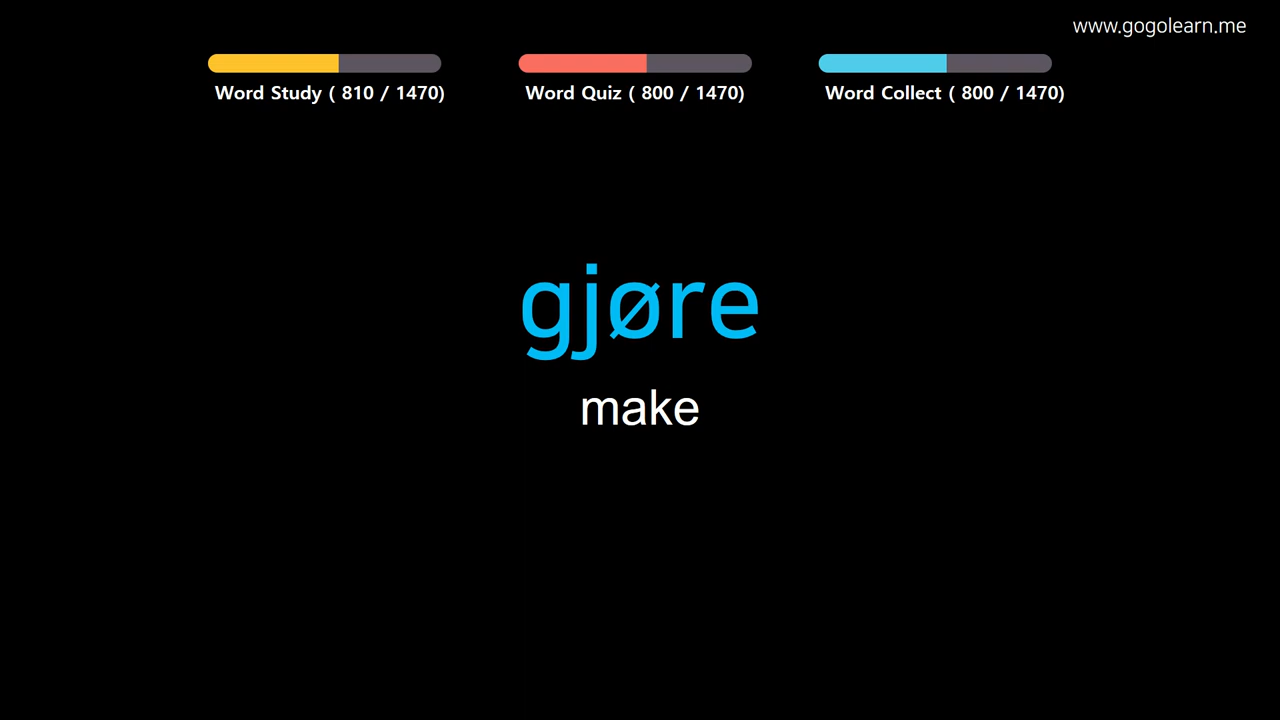 www.gogolearn.me
Word Study ( 810 / 1470)
Word Quiz ( 800 / 1470)
Word Collect ( 800 / 1470)
gjøre
make